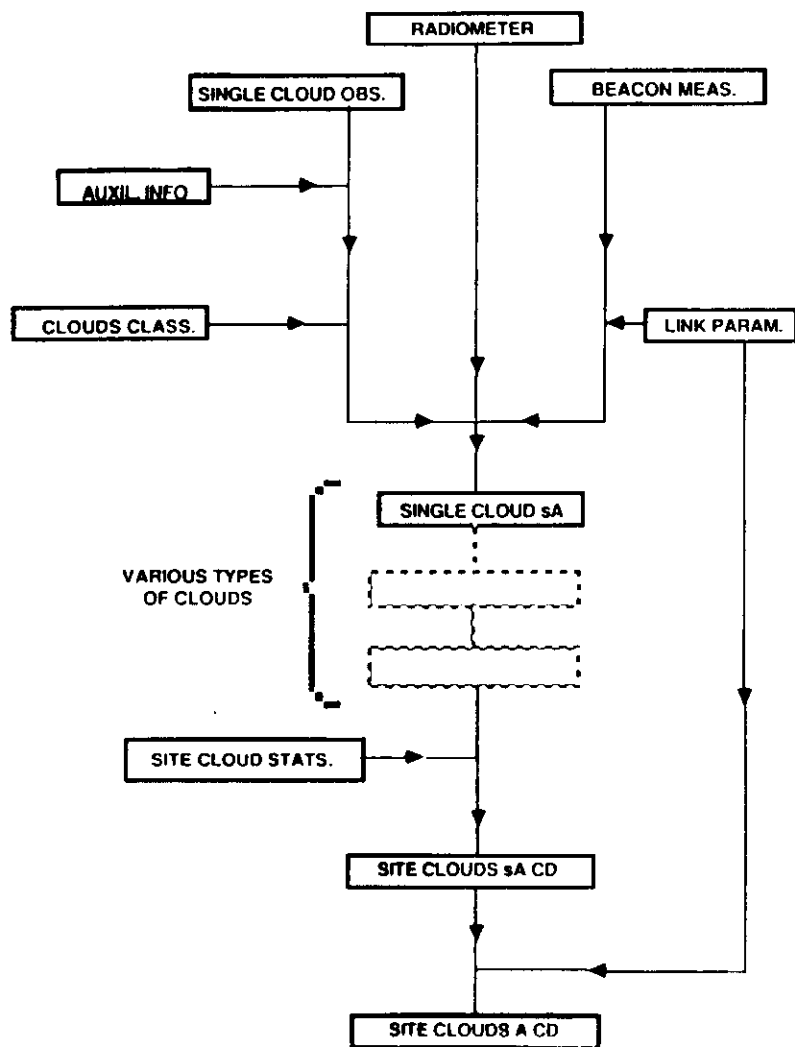 RADIOMETER
SINGLE CLOUD OBS.
BEACON MEAS.
AUXIL. INFO
CLOUDS CLASS.
LINK PARAM.
SINGLE CLOUD sA
VARIOUS TYPES
OF CLOUDS
SITE CLOUD STATS.
SITE CLOUDS sA CD
SITE CLOUDS A CD